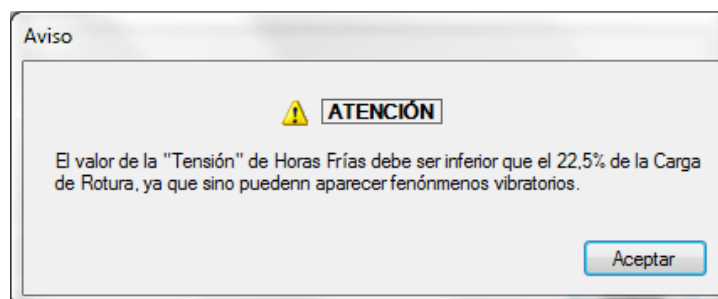 Aviso
ATENCIÓN
El valor de la "Tensión" de Horas Frías debe ser inferior que el 22,5% de la Carga
de Rotura, ya que sino puedenn aparecer fenónmenos vibratorios.
Aceptar